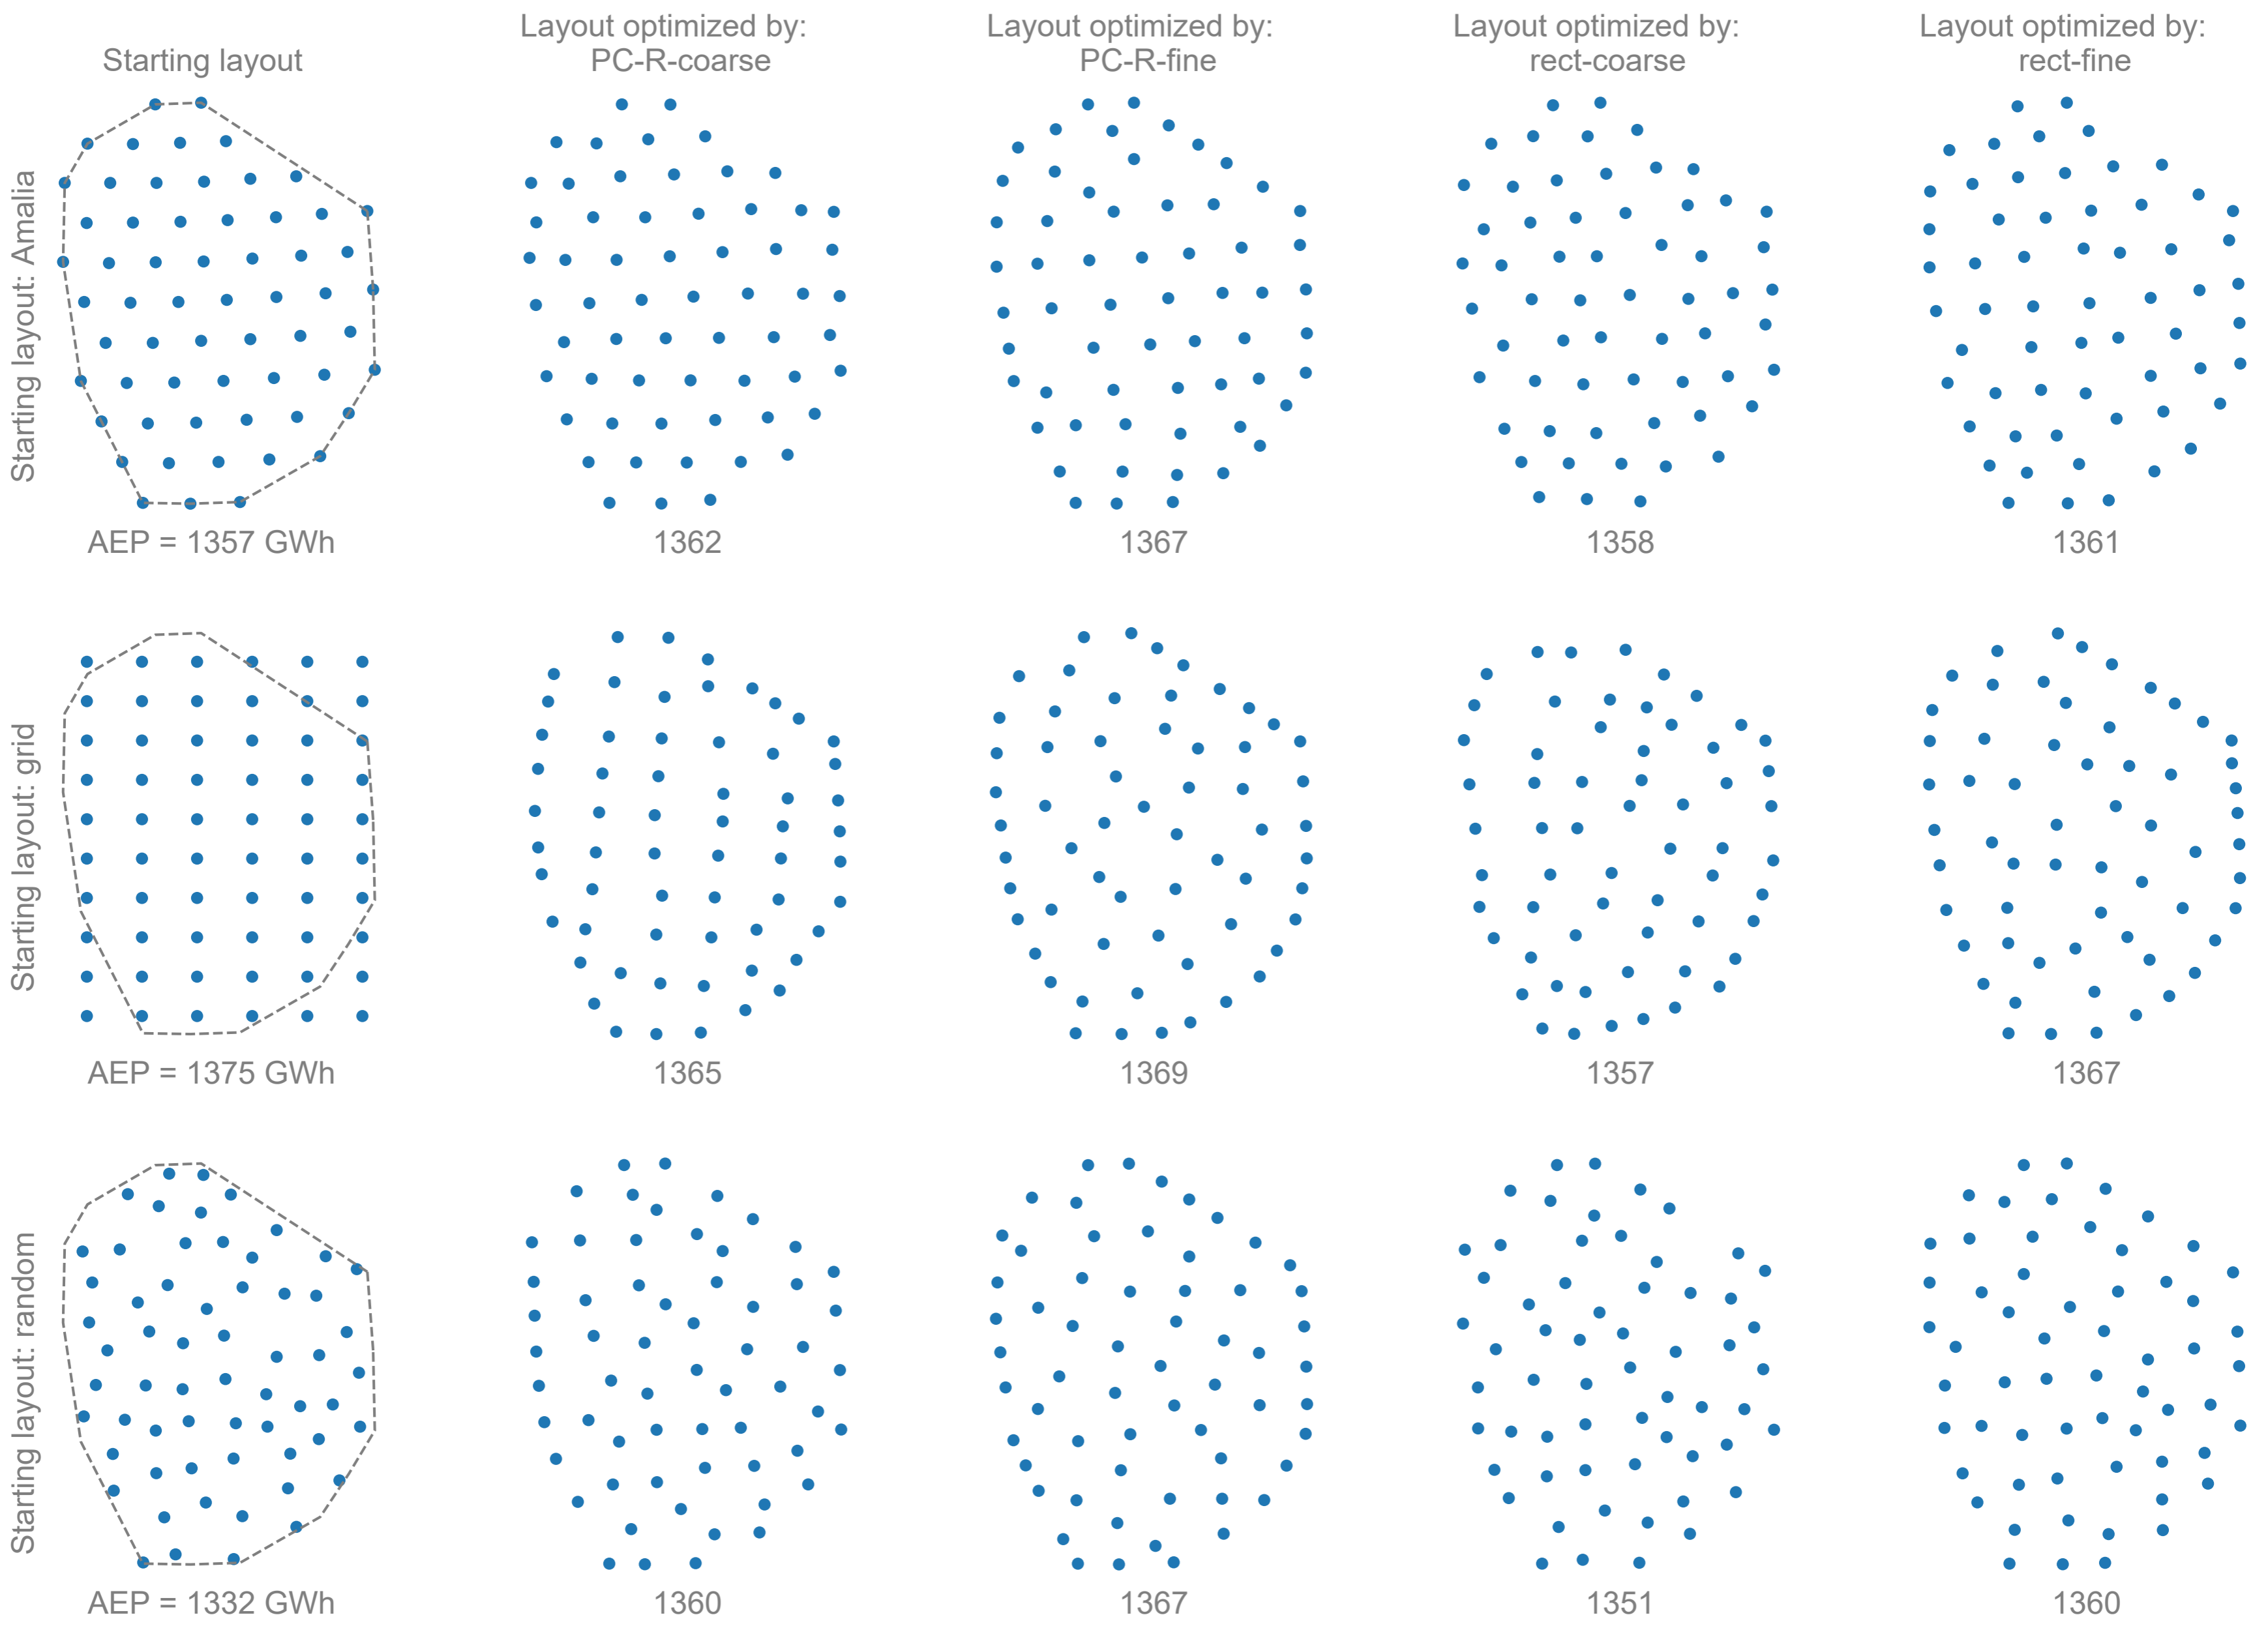 Starting layout
Layout optimized by:
PC-R-coarse
Layout optimized by:
PC-R-fine
Layout optimized by:
rect-coarse
Layout optimized by:
rect-fine
Starting layout: Amalia
AEP = 1357 GWh
1362
1367
1358
1361
Starting layout: grid
AEP = 1375 GWh
1365
1369
1357
1367
Starting layout: random
AEP = 1332 GWh
1360
1367
1351
1360